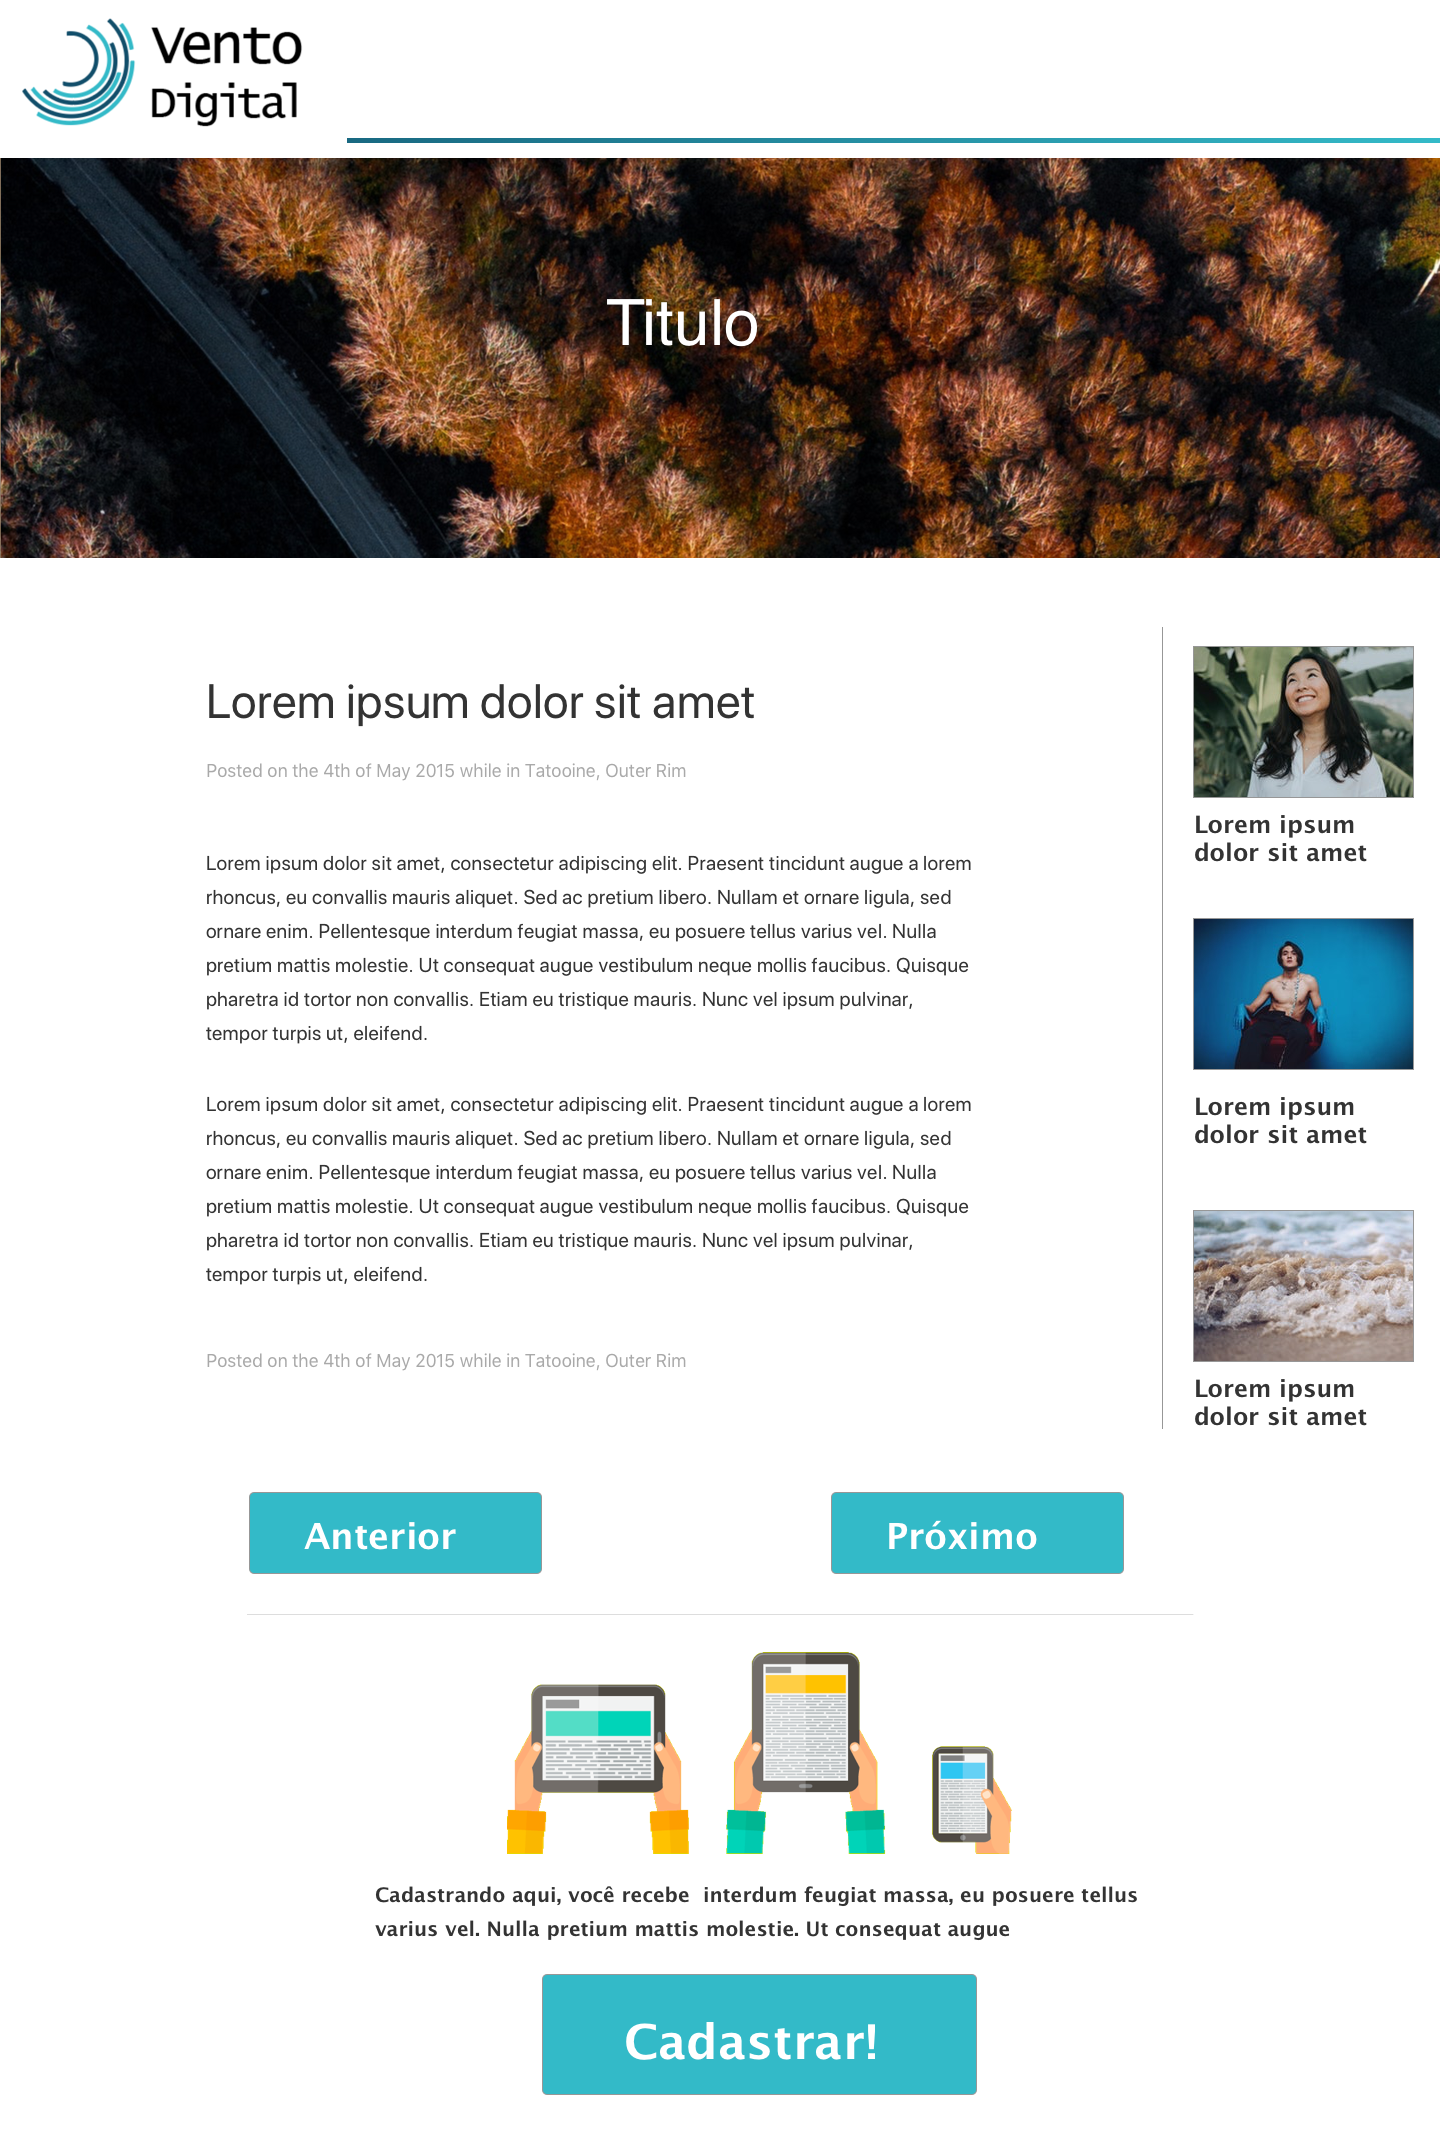 Vento
Digital
Titulo
Lorem ipsum dolor sit amet
Posted on the 4th of May 2015 while in Tatooine, Outer Rim
Lorem ipsum dolor sit amet, consectetur adipiscing elit. Praesent tincidunt augue a lorem
rhoncus, eu convallis mauris aliquet. Sed ac pretium libero. Nullam et ornare ligula, sed
ornare enim. Pellentesque interdum feugiat massa, eu posuere tellus varius vel. Nulla
pretium mattis molestie. Ut consequat augue vestibulum neque mollis faucibus. Quisque
pharetra id tortor non convallis. Etiam eu tristique mauris. Nunc vel ipsum pulvinar,
tempor turpis ut, eleifend.
Lorem ipsum dolor sit amet, consectetur adipiscing elit. Praesent tincidunt augue a lorem
rhoncus, eu convallis mauris aliquet. Sed ac pretium libero. Nullam et ornare ligula, sed
ornare enim. Pellentesque interdum feugiat massa, eu posuere tellus varius vel. Nulla
pretium mattis molestie. Ut consequat augue vestibulum neque mollis faucibus. Quisque
pharetra id tortor non convallis. Etiam eu tristique mauris. Nunc vel ipsum pulvinar,
tempor turpis ut, eleifend.
Posted on the 4th of May 2015 while in Tatooine, Outer Rim
Lorem ipsum
dolor sit amet
Lorem ipsum
dolor sit amet
Lorem ipsum
dolor sit amet
Anterior
Próximo
Cadastrando aqui, você recebe  interdum feugiat massa, eu posuere tellus
varius vel. Nulla pretium mattis molestie. Ut consequat augue
Cadastrar!